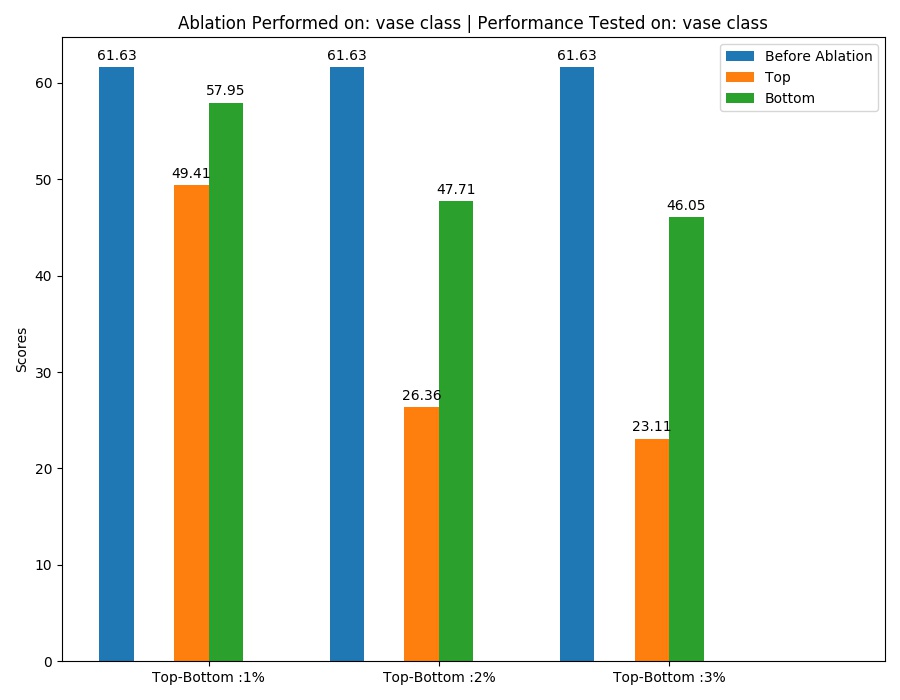 Ablation Performed on: vase class | Performance Tested on: vase class
Before Ablation
Top
Bottom
61.63
49.41
57.95
61.63
26.36
47.71
61.63
23.11
46.05
Scores
60
50
40
30
20
10
0
Top-Bottom :1%
Top-Bottom :2%
Top-Bottom :3%